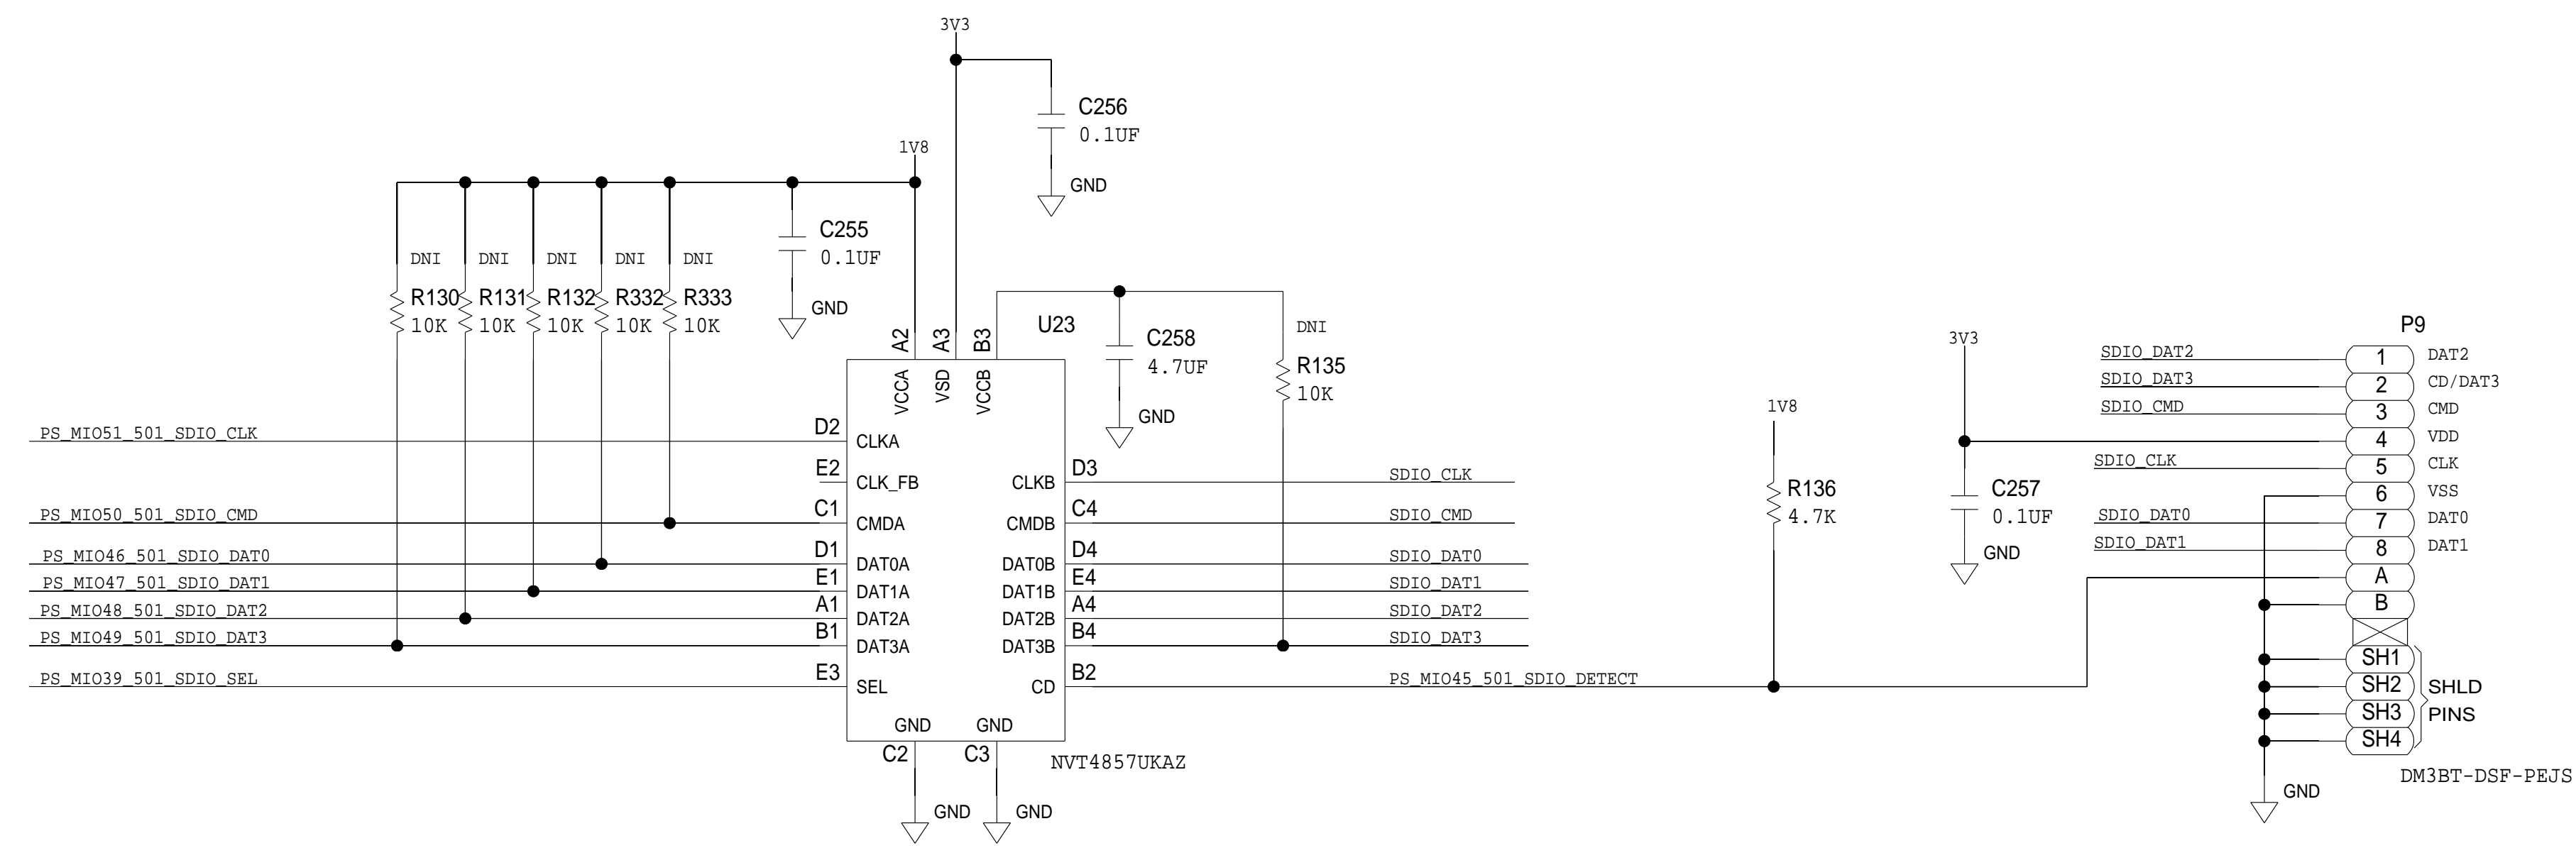 3V3
C256
0.1UF
GND
1V8
C255
0.1UF
GND
DNI DNI DNI DNI DNI
R130 R131 R132 R332 R333
10K 10K 10K 10K 10K
U23
C258
4.7UF
GND
DNI
R135
10K
A2 A3 B3
VCCA VSD VCCB
PS_MIO51_501_SDIO_CLK D2 CLKA
E2 CLK_FB
PS_MIO50_501_SDIO_CMD C1 CMDA
PS_MIO46_501_SDIO_DAT0 D1 DAT0A
PS_MIO47_501_SDIO_DAT1 E1 DAT1A
PS_MIO48_501_SDIO_DAT2 A1 DAT2A
PS_MIO49_501_SDIO_DAT3 B1 DAT3A
PS_MIO39_501_SDIO_SEL E3 SEL
CLKB D3 SDIO_CLK
CMDB C4 SDIO_CMD
DAT0B D4 SDIO_DAT0
DAT1B E4 SDIO_DAT1
DAT2B A4 SDIO_DAT2
DAT3B B4 SDIO_DAT3
CD B2 PS_MIO45_501_SDIO_DETECT
GND GND
C2 C3
NVT4857UKAZ
GND GND
1V8
R136
4.7K
3V3
C257
0.1UF
GND
P9
SDIO_DAT2 1 DAT2
SDIO_DAT3 2 CD/DAT3
SDIO_CMD 3 CMD
4 VDD
SDIO_CLK 5 CLK
6 VSS
SDIO_DAT0 7 DAT0
SDIO_DAT1 8 DAT1
A
B
SH1
SH2 SHLD
SH3 PINS
SH4
DM3BT-DSF-PEJS
GND